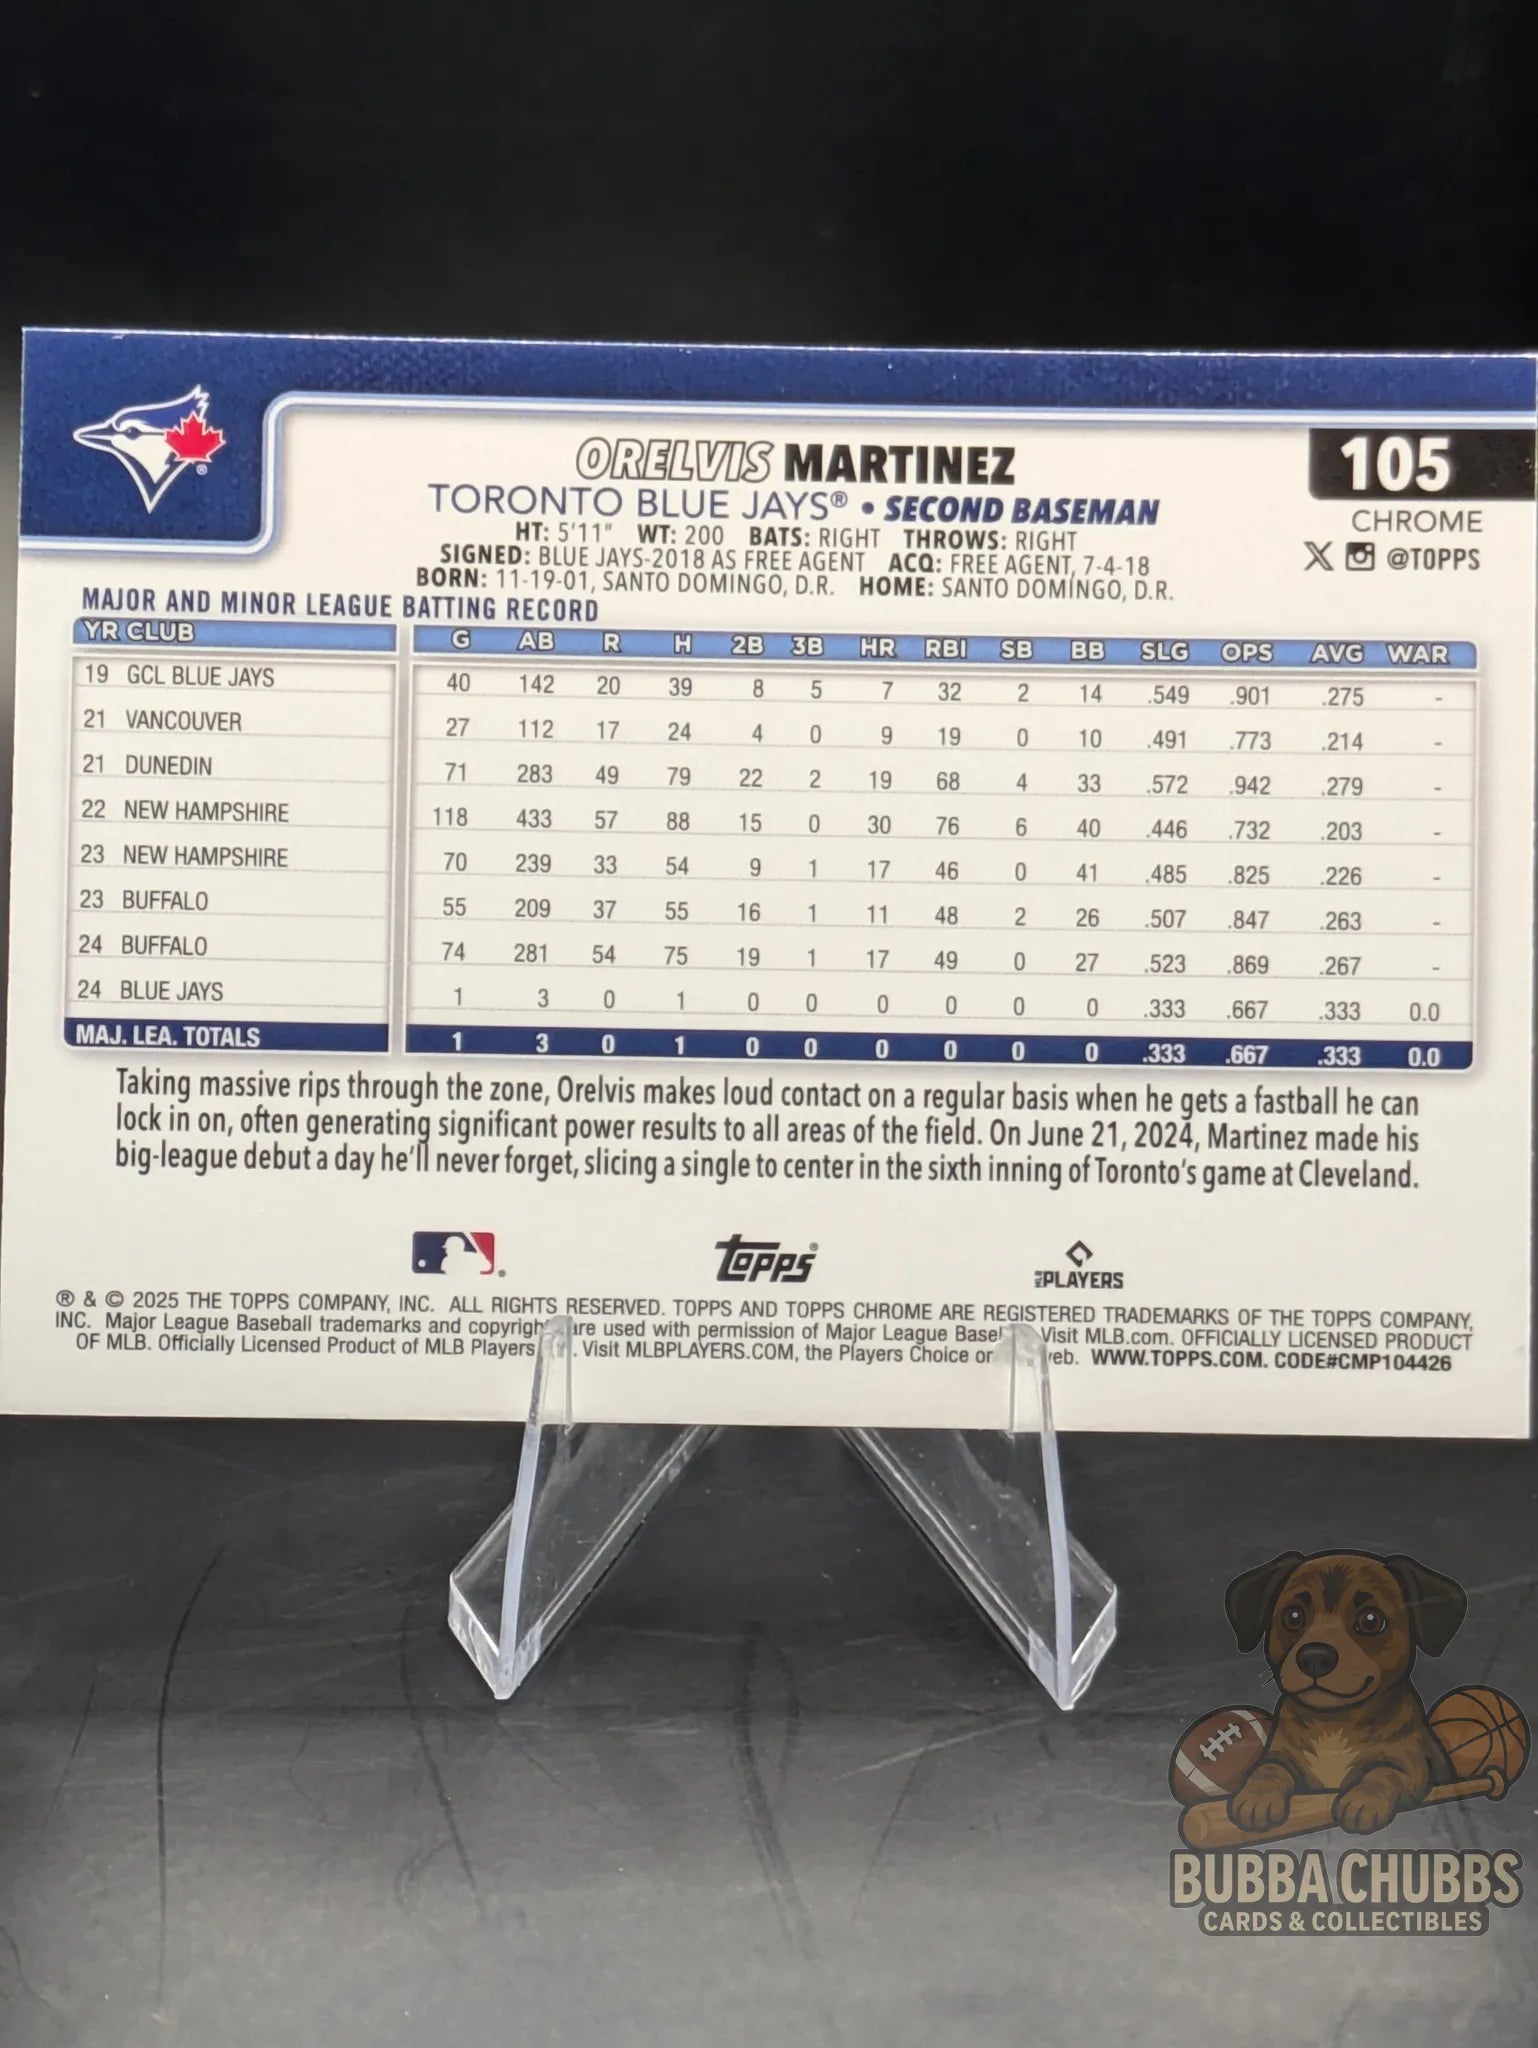 ORELVIS MARTINEZ
105
TORONTO BLUE JAYS® • SECOND BASEMAN
CHROME
HT: 5'11" WT: 200 BATS: RIGHT THROWS: RIGHT
SIGNED: BLUE JAYS-2018 AS FREE AGENT ACQ: FREE AGENT, 7-4-18
@TOPPS
BORN: 11-19-01, SANTO DOMINGO, D.R. HOME: SANTO DOMINGO, D.R.
MAJOR AND MINOR LEAGUE BATTING RECORD
YR CLUB G AB R H 2B 3B HR RBI SB BB SLG OPS AVG WAR
19 GCL BLUE JAYS 40 142 20 39 8 5 7 32 2 14 .549 .901 .275 -
21 VANCOUVER 27 112 17 24 4 0 9 19 0 10 .491 .773 .214 -
21 DUNEDIN 71 283 49 79 22 2 19 68 4 33 .572 .942 .279 -
22 NEW HAMPSHIRE 118 433 57 88 15 0 30 76 6 40 .446 .732 .203 -
23 NEW HAMPSHIRE 70 239 33 54 9 1 17 46 0 41 .485 .825 .226 -
23 BUFFALO 55 209 37 55 16 1 11 48 2 26 .507 .847 .263 -
24 BUFFALO 74 281 54 75 19 1 17 49 0 27 .523 .869 .267 -
24 BLUE JAYS 1 3 0 1 0 0 0 0 0 0 .333 .667 .333 0.0
MAJ. LEA. TOTALS 1 3 0 1 0 0 0 0 0 0 .333 .667 .333 0.0
Taking massive rips through the zone, Orelvis makes loud contact on a regular basis when he gets a fastball he can
lock in on, often generating significant power results to all areas of the field. On June 21, 2024, Martinez made his
big-league debut a day he'll never forget, slicing a single to center in the sixth inning of Toronto's game at Cleveland.
Topps®
PLAYERS
® & © 2025 THE TOPPS COMPANY, INC. ALL RIGHTS RESERVED. TOPPS AND TOPPS CHROME ARE REGISTERED TRADEMARKS OF THE TOPPS COMPANY,
INC. Major League Baseball trademarks and copyrigh are used with permission of Major League Basel Visit MLB.com. OFFICIALLY LICENSED PRODUCT
OF MLB. Officially Licensed Product of MLB Players . Visit MLBPLAYERS.COM, the Players Choice on eb. WWW.TOPPS.COM. CODE#CMP104426
BUBBA CHUBBS
CARDS & COLLECTIBLES